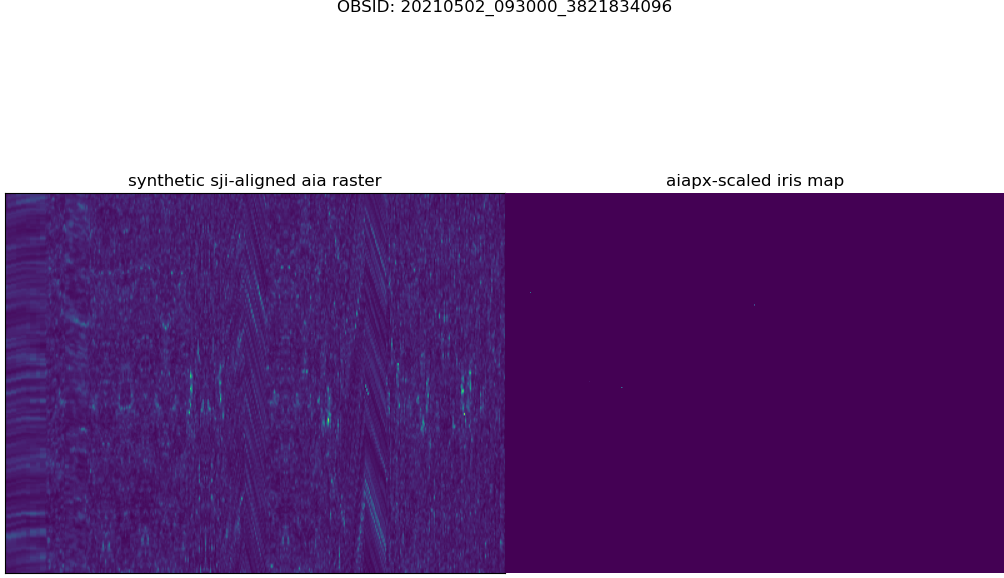 OBSID: 20210502_093000_3821834096
synthetic sji-aligned aia raster
aiapx-scaled iris map